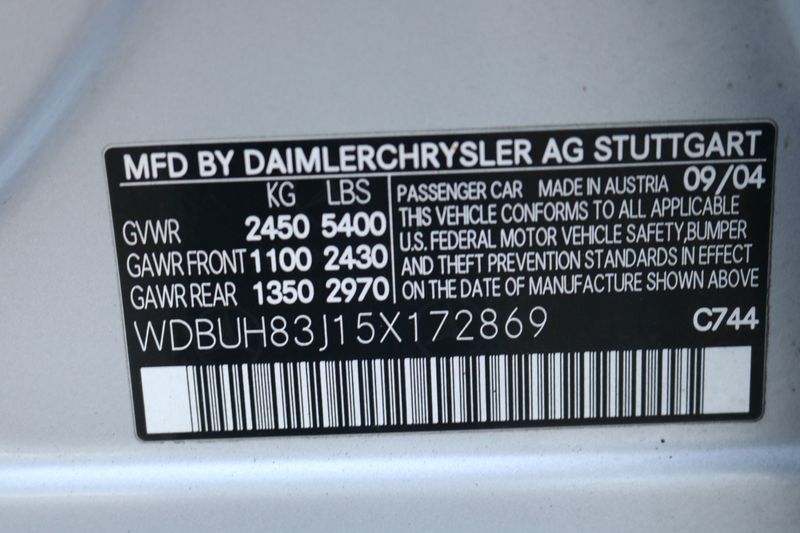 MFD BY DAIMLERCHRYSLER AG STUTTGART
KG LBS
GVWR 2450 5400
GAWR FRONT 1100 2430
GAWR REAR 1350 2970
PASSENGER CAR MADE IN AUSTRIA 09/04
THIS VEHICLE CONFORMS TO ALL APPLICABLE
U.S. FEDERAL MOTOR VEHICLE SAFETY,BUMPER
AND THEFT PREVENTION STANDARDS IN EFFECT
ON THE DATE OF MANUFACTURE SHOWN ABOVE
WDBUH83J15X172869
C744